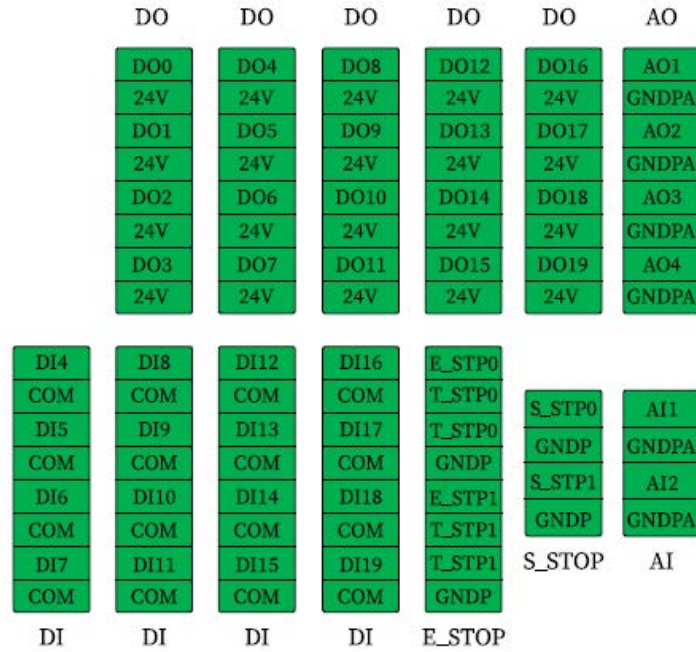 DO DO DO DO DO AO
DO0 DO4 DO8 DO12 DO16 AO1
24V 24V 24V 24V 24V GNDPA
DO1 DO5 DO9 DO13 DO17 AO2
24V 24V 24V 24V 24V GNDPA
DO2 DO6 DO10 DO14 DO18 AO3
24V 24V 24V 24V 24V GNDPA
DO3 DO7 DO11 DO15 DO19 AO4
24V 24V 24V 24V 24V GNDPA
DI4 DI8 DI12 DI16 E_STP0
COM COM COM COM T_STP0 S_STP0 AI1
DI5 DI9 DI13 DI17 T_STP0
COM COM COM COM GNDP GNDP GNDPA
DI6 DI10 DI14 DI18 E_STP1 S_STP1 AI2
COM COM COM COM T_STP1 GNDP GNDPA
DI7 DI11 DI15 DI19 T_STP1 S_STOP AI
COM COM COM COM GNDP
DI DI DI DI E_STOP